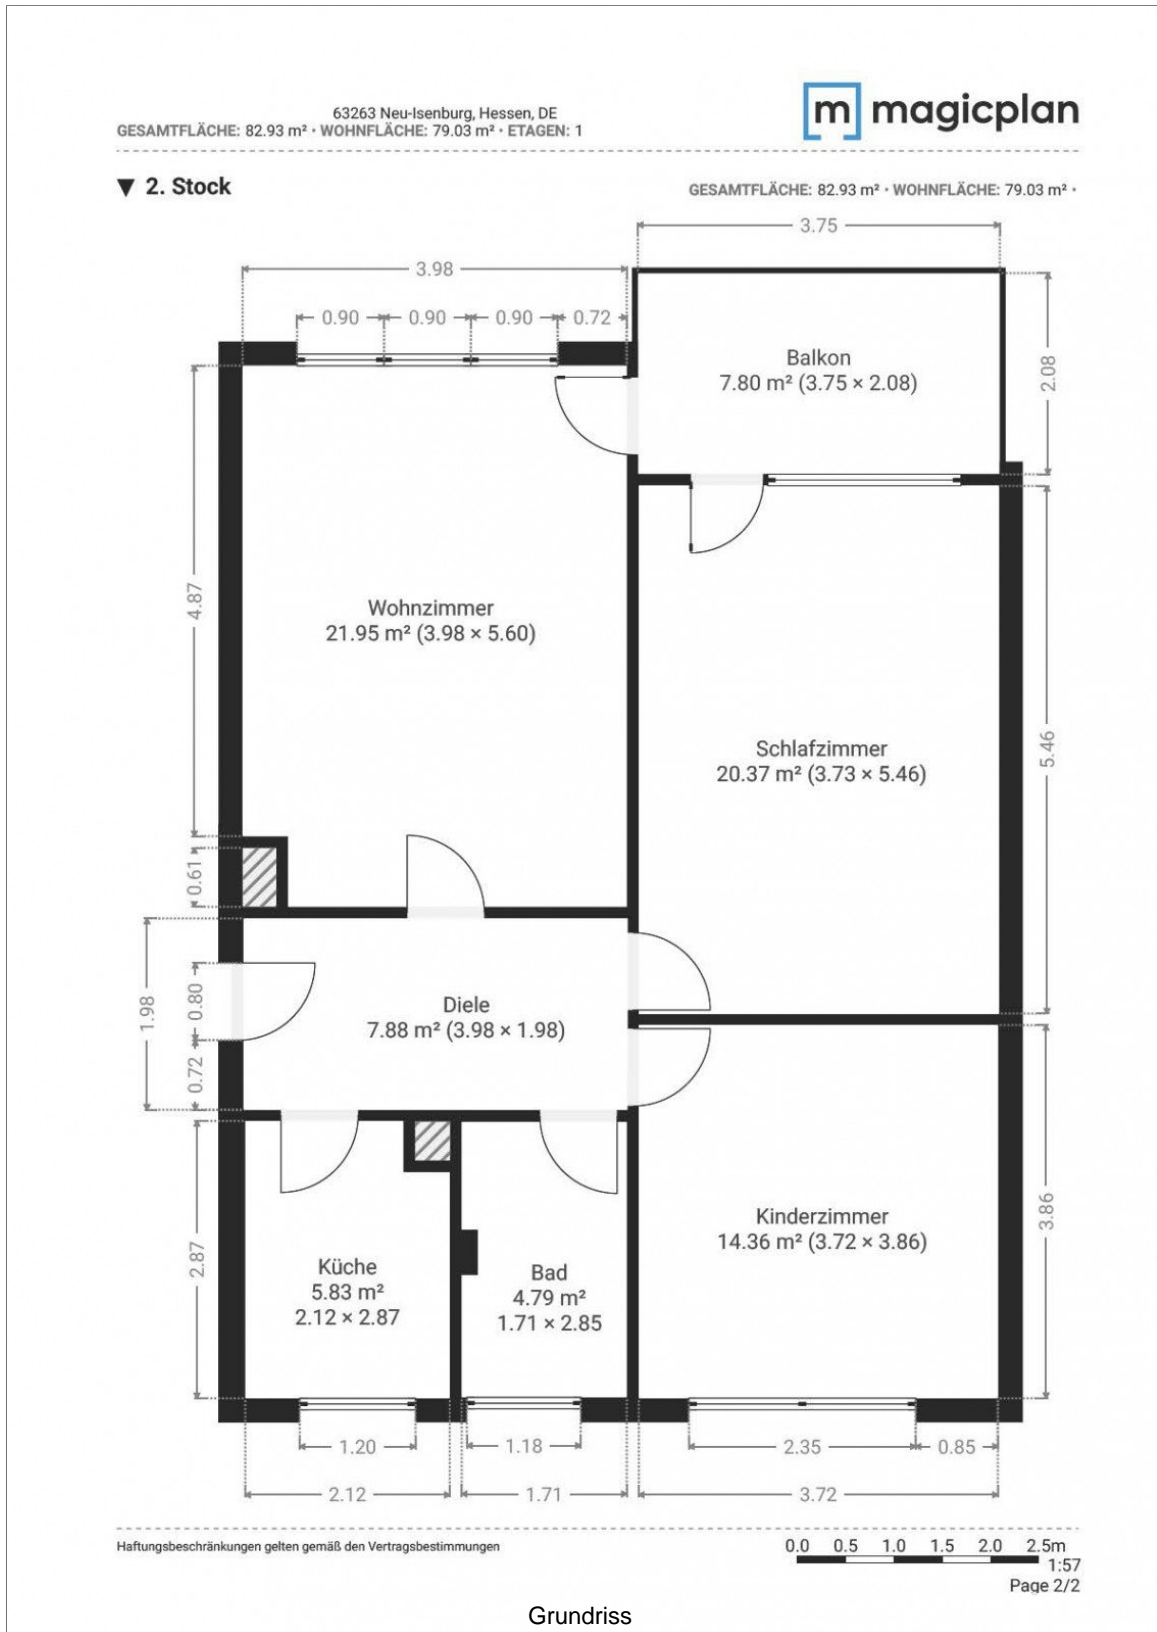 63263 Neu-Isenburg, Hessen, DE
GESAMTFLÄCHE: 82.93 m² · WOHNFLÄCHE: 79.03 m² · ETAGEN: 1
m magicplan
▼ 2. Stock
GESAMTFLÄCHE: 82.93 m² · WOHNFLÄCHE: 79.03 m² ·
3.75
3.98
0.90 0.90 0.90 0.72
Balkon
7.80 m² (3.75 × 2.08)
2.08
4.87
Wohnzimmer
21.95 m² (3.98 × 5.60)
Schlafzimmer
20.37 m² (3.73 × 5.46)
5.46
0.61
1.98
0.80
0.72
Diele
7.88 m² (3.98 × 1.98)
2.87
Küche
5.83 m²
2.12 × 2.87
Bad
4.79 m²
1.71 × 2.85
Kinderzimmer
14.36 m² (3.72 × 3.86)
3.86
1.20 1.18 2.35 0.85
2.12 1.71 3.72
Haftungsbeschränkungen gelten gemäß den Vertragsbestimmungen
0.0 0.5 1.0 1.5 2.0 2.5m
1:57
Page 2/2
Grundriss